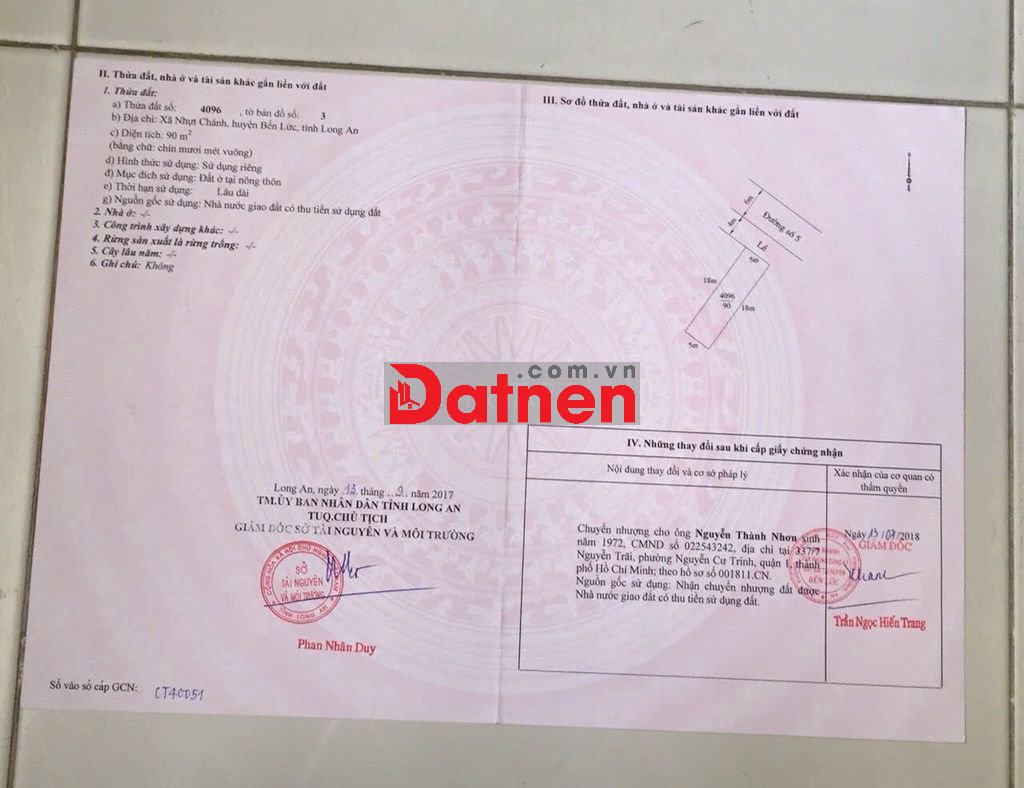 II. Thửa đất, nhà ở và tài sản khác gắn liền với đất
1. Thửa đất:
a) Thửa đất số: 4096 , tờ bản đồ số: 3
b) Địa chỉ: Xã Nhựt Chánh, huyện Bến Lức, tỉnh Long An
c) Diện tích: 90 m²
(bằng chữ: chín mươi mét vuông)
d) Hình thức sử dụng: Sử dụng riêng
đ) Mục đích sử dụng: Đất ở tại nông thôn
e) Thời hạn sử dụng: Lâu dài
g) Nguồn gốc sử dụng: Nhà nước giao đất có thu tiền sử dụng đất
2. Nhà ở: -/-
3. Công trình xây dựng khác: -/-
4. Rừng sản xuất là rừng trồng: -/-
5. Cây lâu năm: -/-
6. Ghi chú: Không
Long An, ngày 13 tháng 9 năm 2017
TM.ỦY BAN NHÂN DÂN TỈNH LONG AN
TUQ.CHỦ TỊCH
GIÁM ĐỐC SỞ TÀI NGUYÊN VÀ MÔI TRƯỜNG
SỞ
TÀI NGUYÊN
VÀ MÔI TRƯỜNG
TỈNH LONG AN
Phan Nhân Duy
Số vào sổ cấp GCN:
III. Sơ đồ thửa đất, nhà ở và tài sản khác gắn liền với đất
6m
4m
Đường số 5
Lề
5m
18m
4096
90
18m
5m
.com.vn
Datnen
IV. Những thay đổi sau khi cấp giấy chứng nhận
Nội dung thay đổi và cơ sở pháp lý
Xác nhận của cơ quan có
thẩm quyền
Chuyển nhượng cho ông Nguyễn Thành Nhơn sinh
năm 1972, CMND số 022543242, địa chỉ tại 337/7
Nguyễn Trãi, phường Nguyễn Cư Trinh, quận 1, thành
phố Hồ Chí Minh; theo hồ sơ số 001811.CN.
Nguồn gốc sử dụng: Nhận chuyển nhượng đất được
Nhà nước giao đất có thu tiền sử dụng đất.
Ngày 13/07/2018
GIÁM ĐỐC
BẾN LỨC
Trần Ngọc Hiến Trang